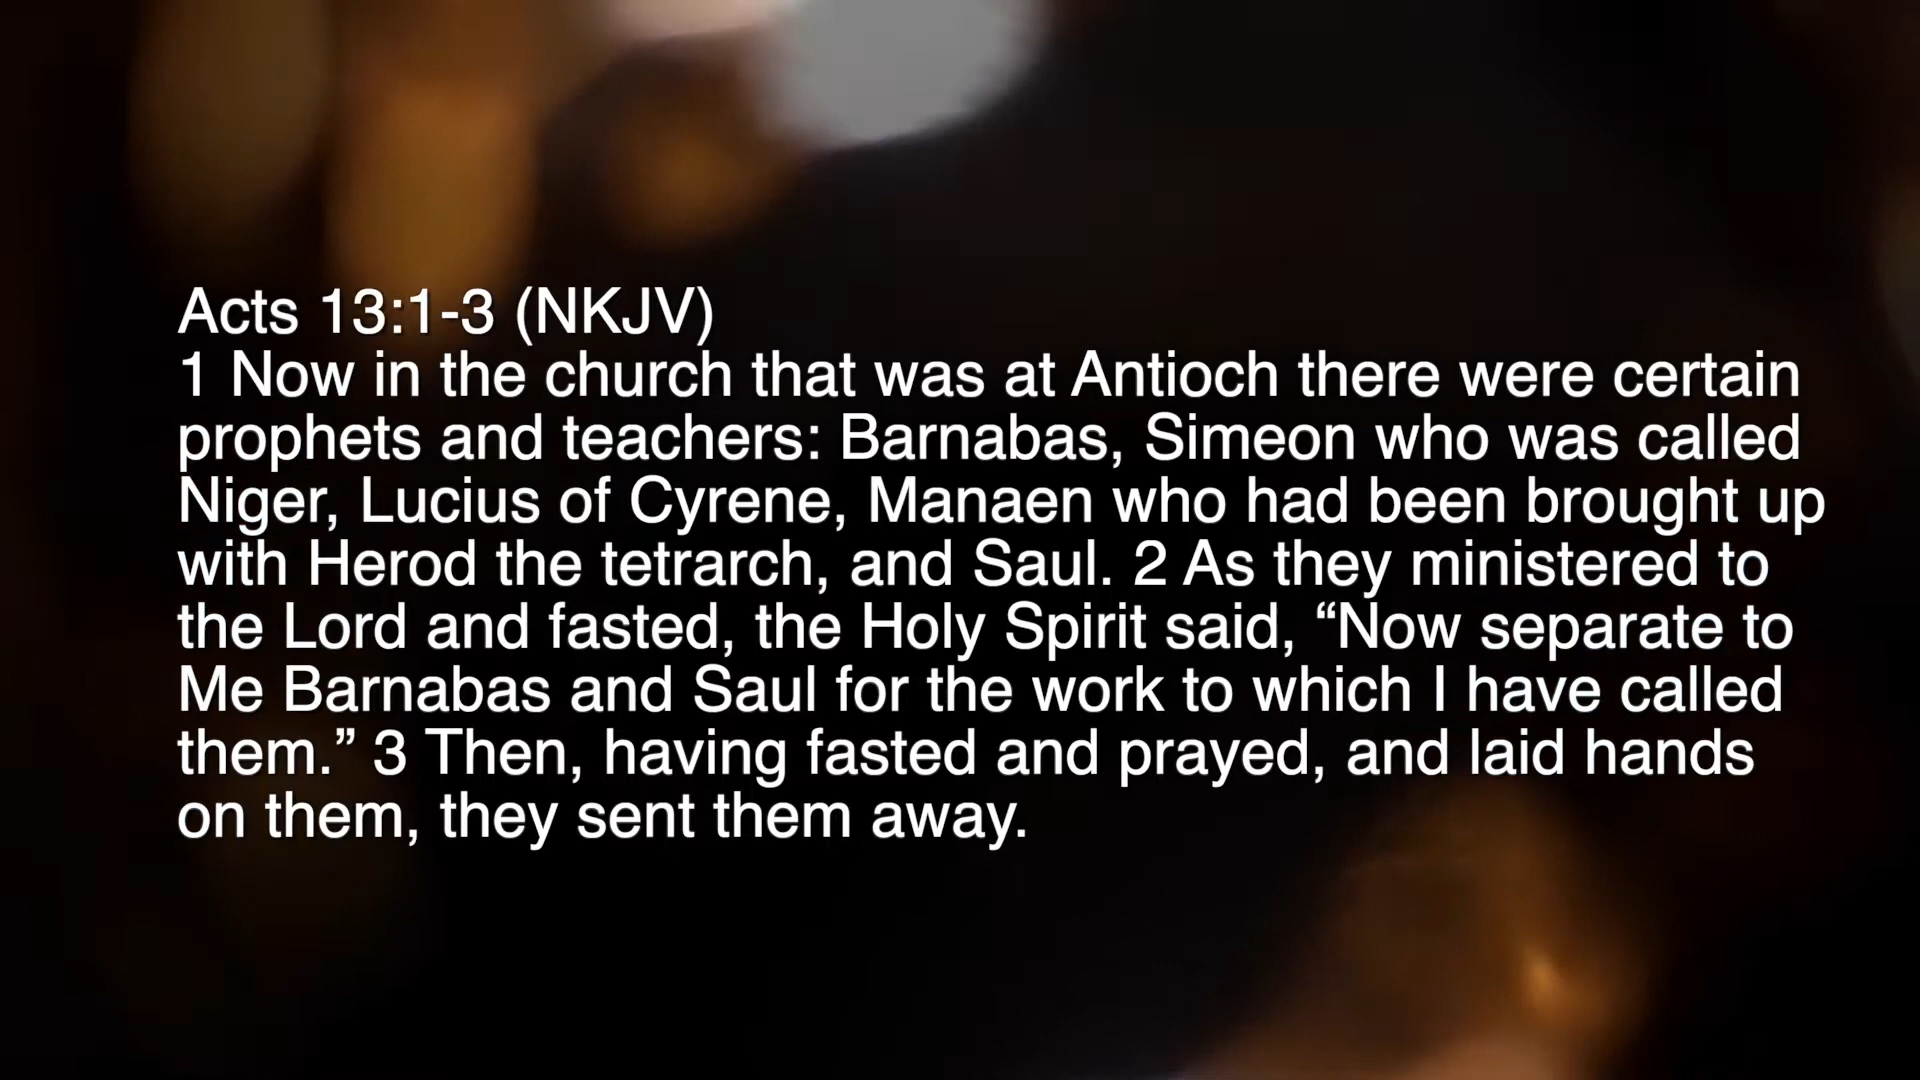 Acts 13:1-3 (NKJV)
1 Now in the church that was at Antioch there were certain
prophets and teachers: Barnabas, Simeon who was called
Niger, Lucius of Cyrene, Manaen who had been brought up
with Herod the tetrarch, and Saul. 2 As they ministered to
the Lord and fasted, the Holy Spirit said, “Now separate to
Me Barnabas and Saul for the work to which I have called
them.” 3 Then, having fasted and prayed, and laid hands
on them, they sent them away.